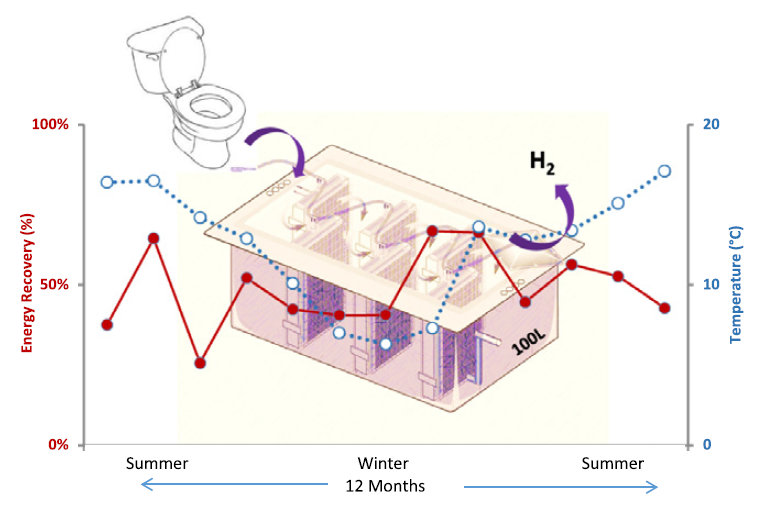 100%
20
H₂
Energy Recovery (%)
50%
10
Temperature (°C)
100L
0%
0
Summer
Winter
Summer
12 Months